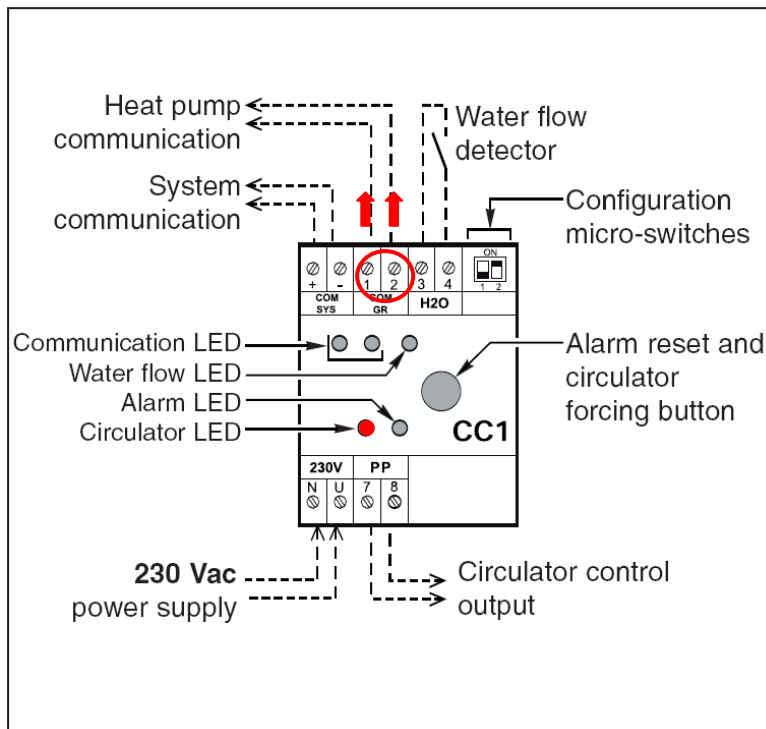 Heat pump
communication
Water flow
detector
System
communication
Configuration
micro-switches
ON
1 2
+ - 1 2 3 4
COM
SYS
COM
GR
H2O
Communication LED
Water flow LED
Alarm LED
Circulator LED
Alarm reset and
circulator
forcing button
CC1
230V PP
N U 7 8
230 Vac
power supply
Circulator control
output